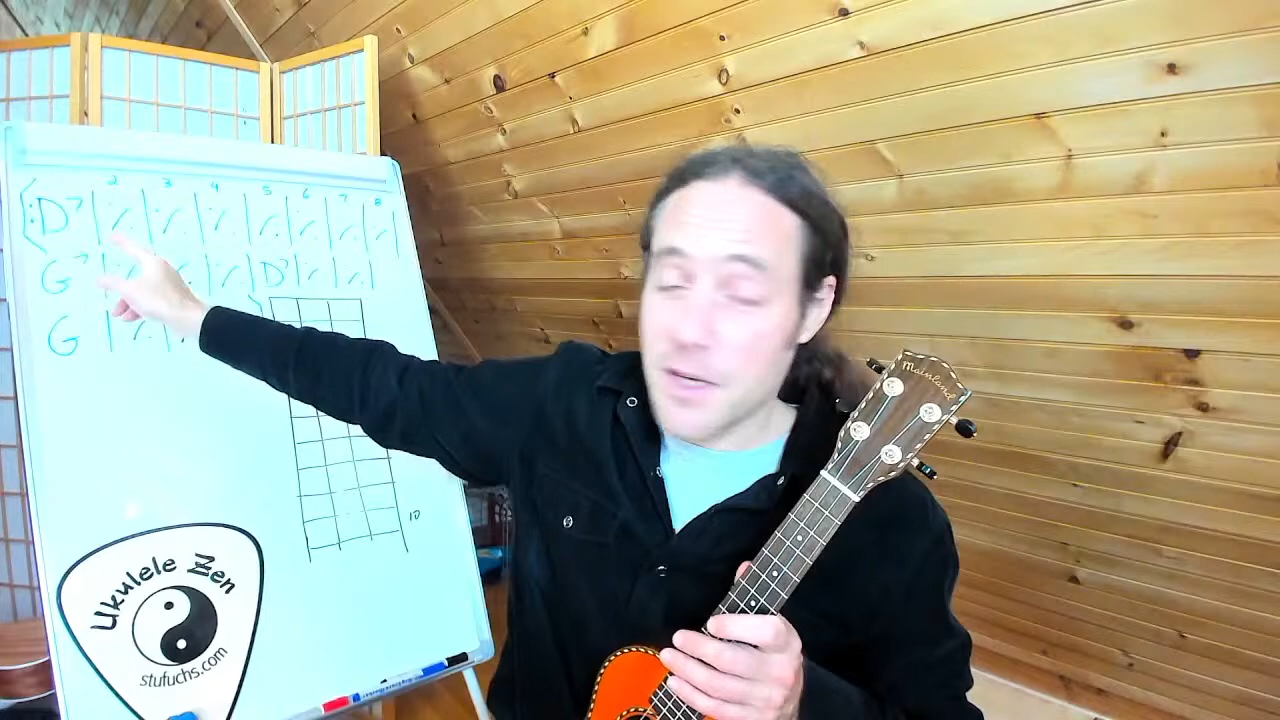 2 3 4 5 6 7 8
𝄆 D7 | ٪ | ٪ | ٪ | ٪ | ٪ | ٪ | ٪ |
G7 | ٪ | ٪ | ٪ | D7 | ٪ | ٪ |
G | ٪ |
10
Mainland
Ukulele Zen
stufuchs.com